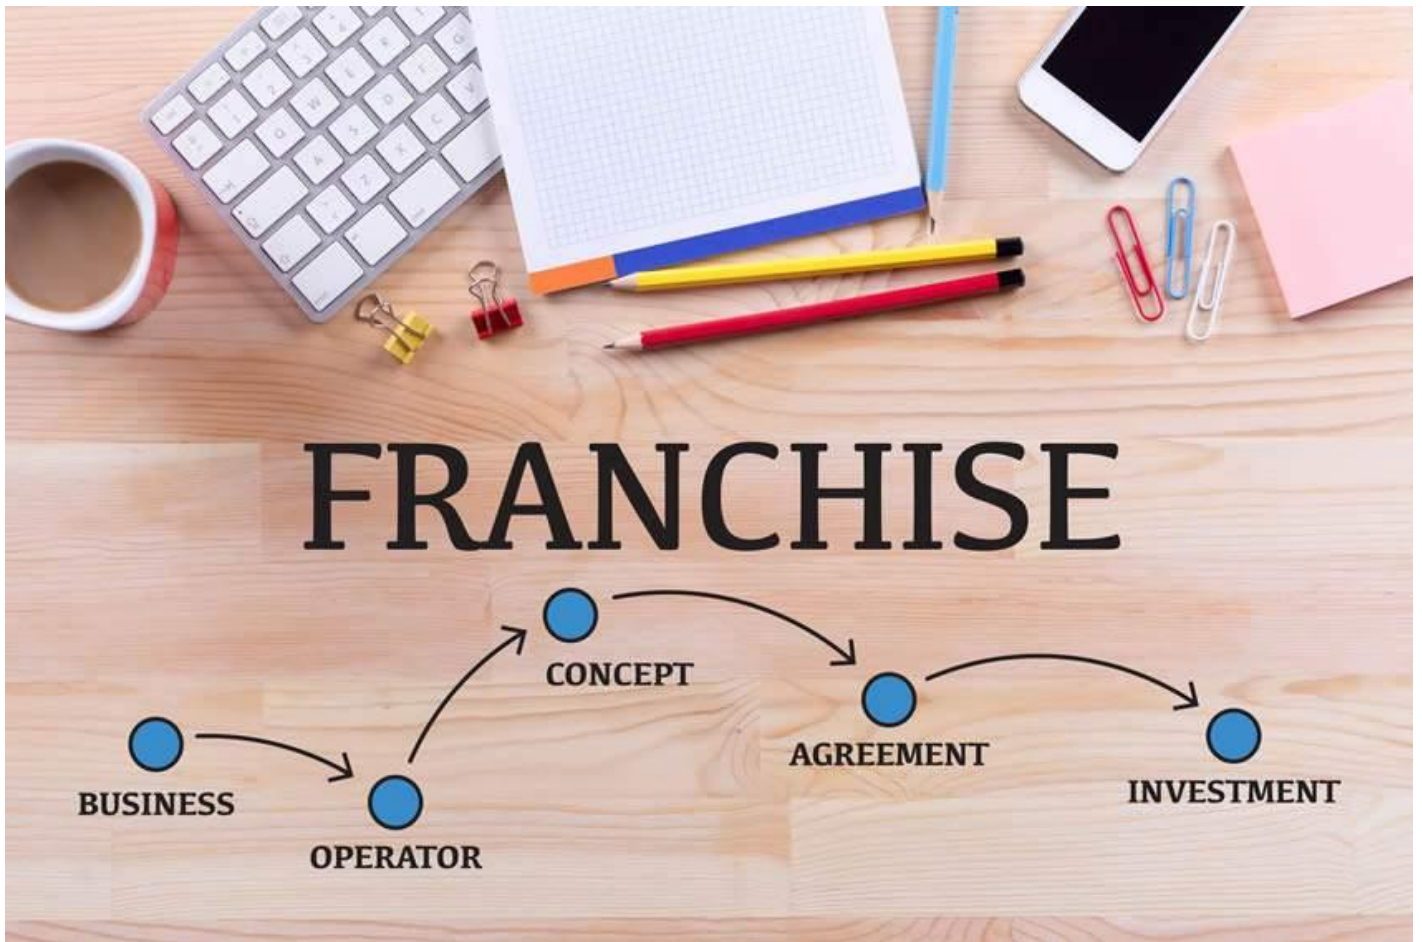 FRANCHISE
CONCEPT
AGREEMENT
INVESTMENT
BUSINESS
OPERATOR